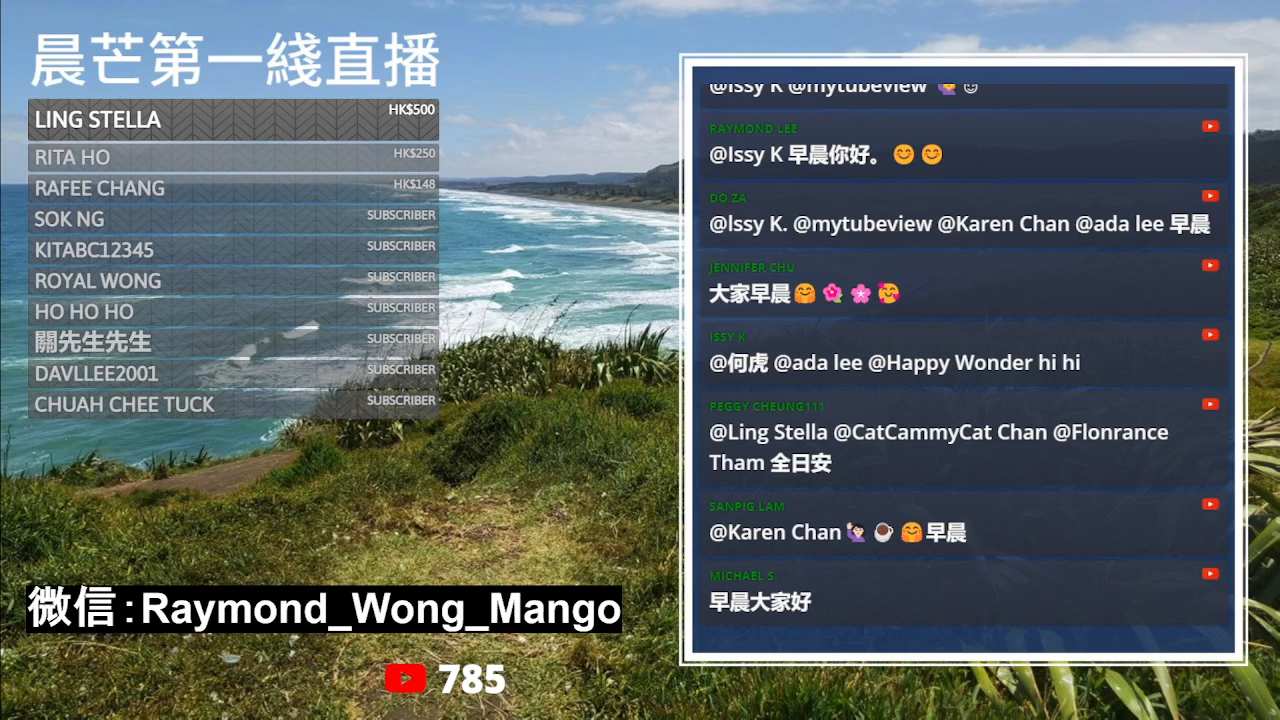 晨芒第一綫直播
LING STELLA HK$500
RITA HO HK$250
RAFEE CHANG HK$148
SOK NG SUBSCRIBER
KITABC12345 SUBSCRIBER
ROYAL WONG SUBSCRIBER
HO HO HO SUBSCRIBER
關先生先生 SUBSCRIBER
DAVLLEE2001 SUBSCRIBER
CHUAH CHEE TUCK SUBSCRIBER
微信:Raymond_Wong_Mango
785
@Issy K @mytubeview 🙋‍♀️ ☺
RAYMOND LEE
@Issy K 早晨你好。😊 😊
DO ZA
@lssy K. @mytubeview @Karen Chan @ada lee 早晨
JENNIFER CHU
大家早晨🤗 🌺 🌸 🥰
ISSY K
@何虎 @ada lee @Happy Wonder hi hi
PEGGY CHEUNG111
@Ling Stella @CatCammyCat Chan @Flonrance
Tham 全日安
SANPIG LAM
@Karen Chan 🙋🏻‍♀️ ☕ 🤗早晨
MICHAEL S
早晨大家好